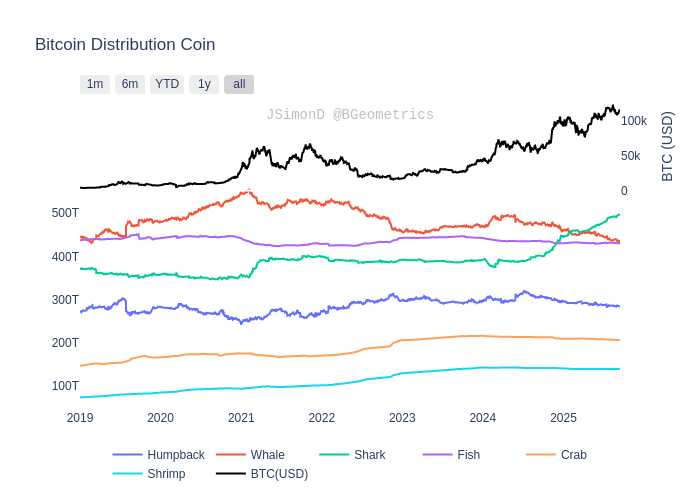 Bitcoin Distribution Coin
1m 6m YTD 1y all
JSimonD @BGeometrics
100k
50k
0
BTC (USD)
500T
400T
300T
200T
100T
2019 2020 2021 2022 2023 2024 2025
Humpback Whale Shark Fish Crab
Shrimp BTC(USD)